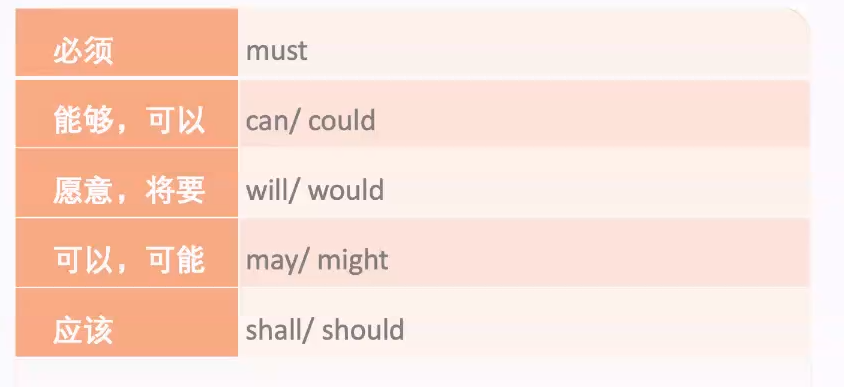 必须 must
能够，可以 can/ could
愿意，将要 will/ would
可以，可能 may/ might
应该 shall/ should